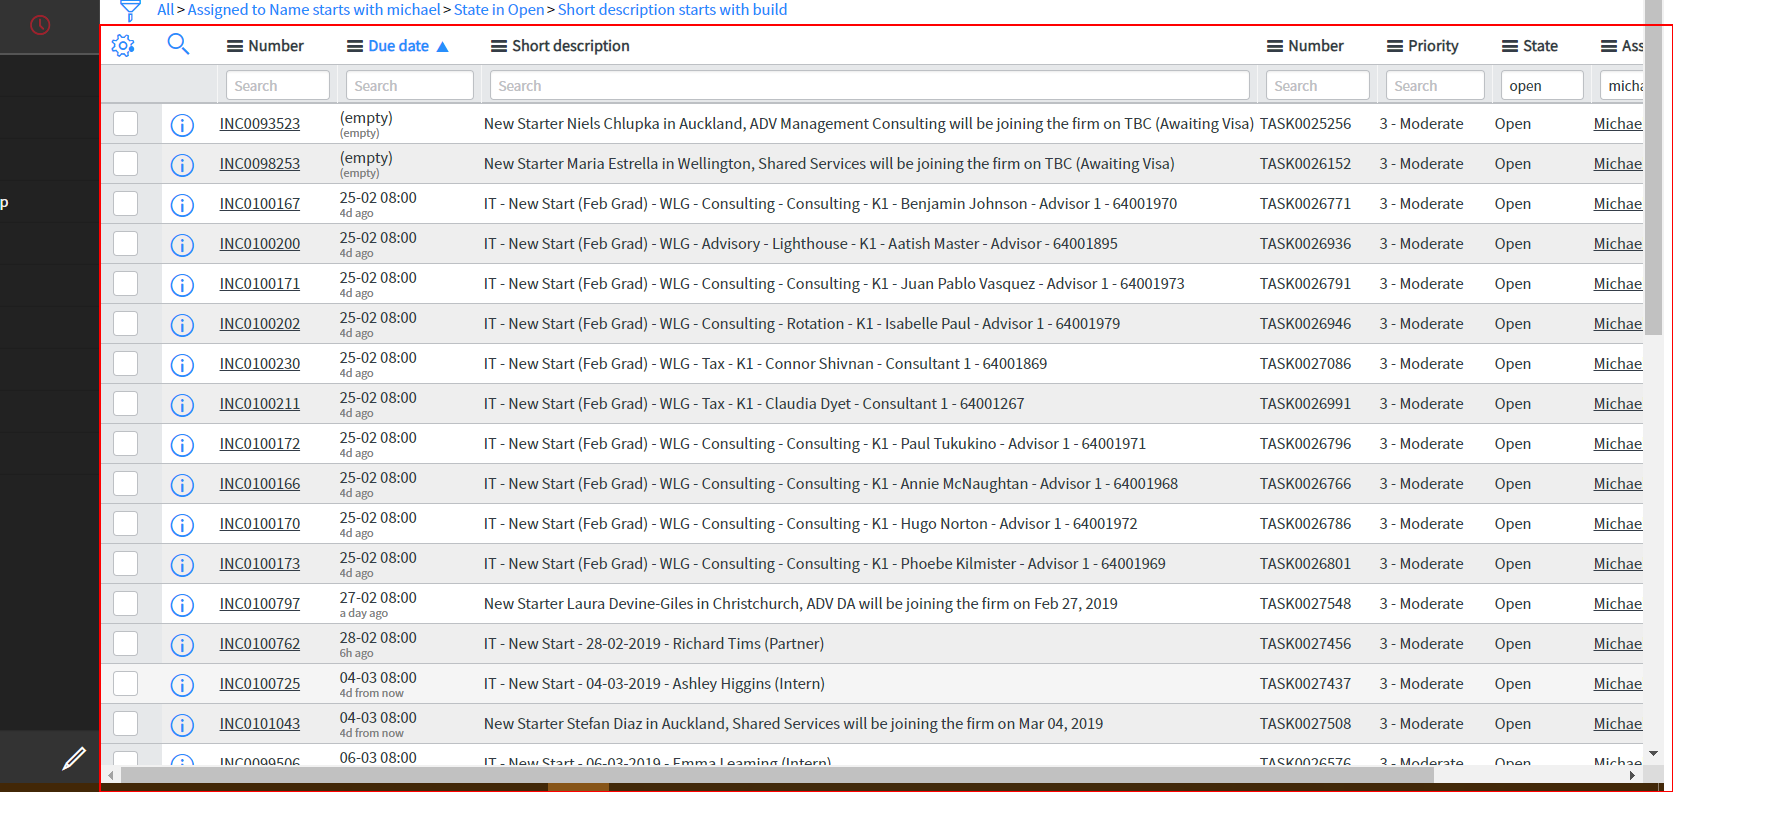 All > Assigned to Name starts with michael > State in Open > Short description starts with build
Number Due date ▲ Short description Number Priority State Ass
Search Search Search Search Search open micha
INC0093523 (empty) New Starter Niels Chlupka in Auckland, ADV Management Consulting will be joining the firm on TBC (Awaiting Visa) TASK0025256 3 - Moderate Open Michae
(empty)
INC0098253 (empty) New Starter Maria Estrella in Wellington, Shared Services will be joining the firm on TBC (Awaiting Visa) TASK0026152 3 - Moderate Open Michae
(empty)
p
INC0100167 25-02 08:00 IT - New Start (Feb Grad) - WLG - Consulting - Consulting - K1 - Benjamin Johnson - Advisor 1 - 64001970 TASK0026771 3 - Moderate Open Michae
4d ago
INC0100200 25-02 08:00 IT - New Start (Feb Grad) - WLG - Advisory - Lighthouse - K1 - Aatish Master - Advisor - 64001895 TASK0026936 3 - Moderate Open Michae
4d ago
INC0100171 25-02 08:00 IT - New Start (Feb Grad) - WLG - Consulting - Consulting - K1 - Juan Pablo Vasquez - Advisor 1 - 64001973 TASK0026791 3 - Moderate Open Michae
4d ago
INC0100202 25-02 08:00 IT - New Start (Feb Grad) - WLG - Consulting - Rotation - K1 - Isabelle Paul - Advisor 1 - 64001979 TASK0026946 3 - Moderate Open Michae
4d ago
INC0100230 25-02 08:00 IT - New Start (Feb Grad) - WLG - Tax - K1 - Connor Shivnan - Consultant 1 - 64001869 TASK0027086 3 - Moderate Open Michae
4d ago
INC0100211 25-02 08:00 IT - New Start (Feb Grad) - WLG - Tax - K1 - Claudia Dyet - Consultant 1 - 64001267 TASK0026991 3 - Moderate Open Michae
4d ago
INC0100172 25-02 08:00 IT - New Start (Feb Grad) - WLG - Consulting - Consulting - K1 - Paul Tukukino - Advisor 1 - 64001971 TASK0026796 3 - Moderate Open Michae
4d ago
INC0100166 25-02 08:00 IT - New Start (Feb Grad) - WLG - Consulting - Consulting - K1 - Annie McNaughtan - Advisor 1 - 64001968 TASK0026766 3 - Moderate Open Michae
4d ago
INC0100170 25-02 08:00 IT - New Start (Feb Grad) - WLG - Consulting - Consulting - K1 - Hugo Norton - Advisor 1 - 64001972 TASK0026786 3 - Moderate Open Michae
4d ago
INC0100173 25-02 08:00 IT - New Start (Feb Grad) - WLG - Consulting - Consulting - K1 - Phoebe Kilmister - Advisor 1 - 64001969 TASK0026801 3 - Moderate Open Michae
4d ago
INC0100797 27-02 08:00 New Starter Laura Devine-Giles in Christchurch, ADV DA will be joining the firm on Feb 27, 2019 TASK0027548 3 - Moderate Open Michae
a day ago
INC0100762 28-02 08:00 IT - New Start - 28-02-2019 - Richard Tims (Partner) TASK0027456 3 - Moderate Open Michae
6h ago
INC0100725 04-03 08:00 IT - New Start - 04-03-2019 - Ashley Higgins (Intern) TASK0027437 3 - Moderate Open Michae
4d from now
INC0101043 04-03 08:00 New Starter Stefan Diaz in Auckland, Shared Services will be joining the firm on Mar 04, 2019 TASK0027508 3 - Moderate Open Michae
4d from now
INC0099506 06-03 08:00 IT - New Start - 06-03-2019 - Emma Leaming (Intern) TASK0026576 3 - Moderate Open Michae